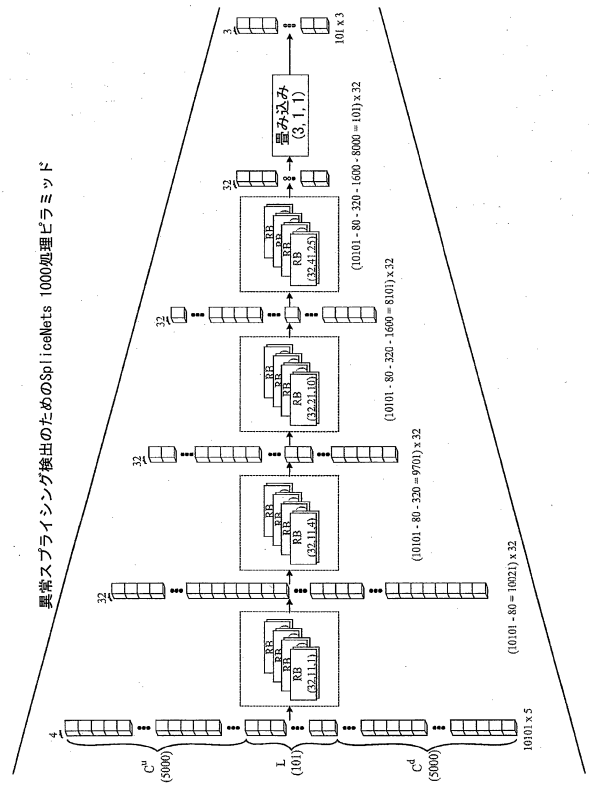 異常スプライシング検出のためのSpliceNets 1000処理ピラミッド
4
C^u
(5000)
L
(101)
C^d
(5000)
10101 x 5
RB
RB
RB
RB
(32,11,1)
32
(10101 - 80 = 10021) x 32
RB
RB
RB
RB
(32,11,4)
32
(10101 - 80 - 320 = 9701) x 32
RB
RB
RB
RB
(32,21,10)
32
(10101 - 80 - 320 - 1600 = 8101) x 32
RB
RB
RB
RB
(32,41,25)
32
(10101 - 80 - 320 - 1600 - 8000 = 101) x 32
畳み込み
(3, 1, 1)
3
101 x 3